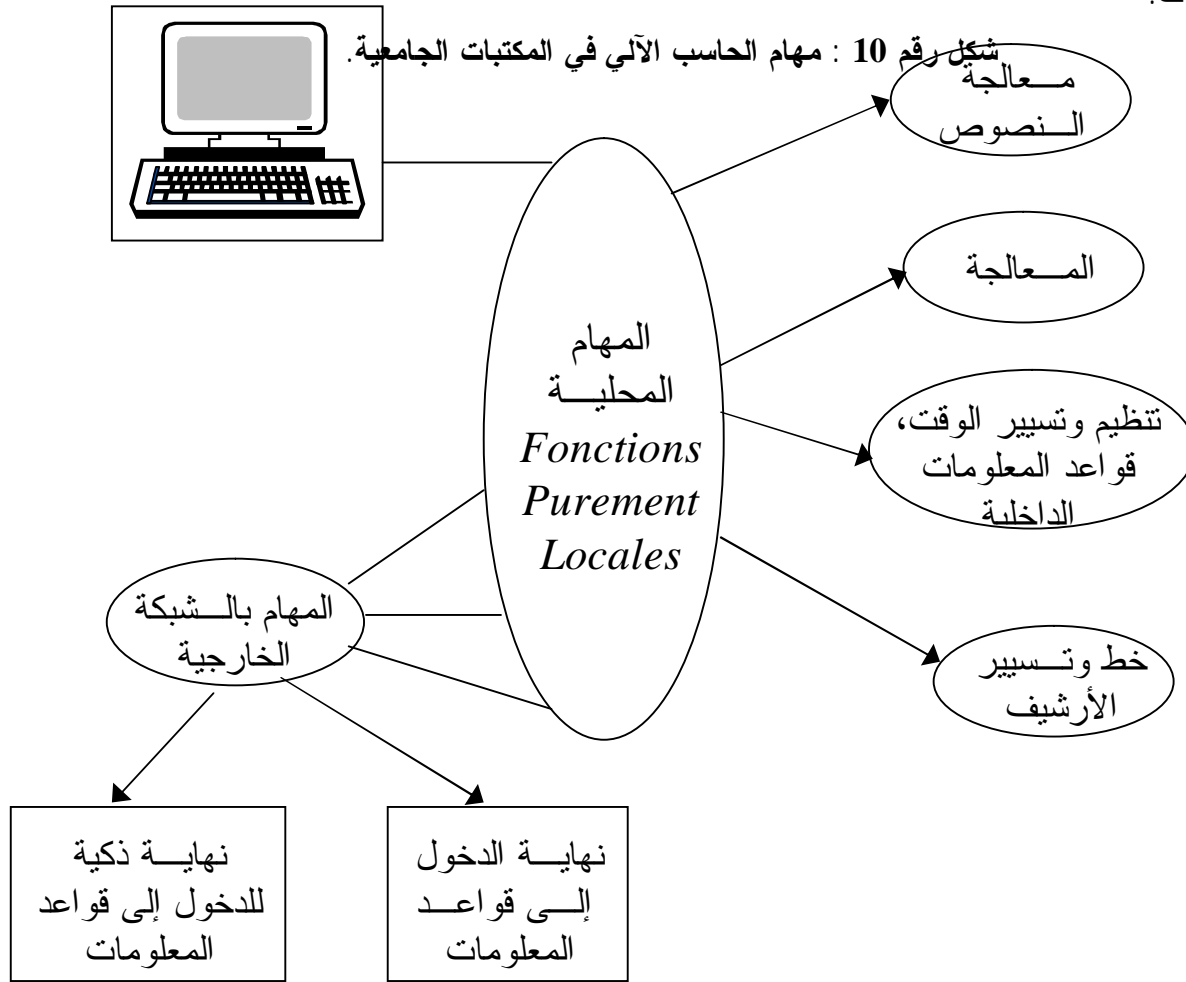 شكل رقم 10 : مهام الحاسب الآلي في المكتبات الجامعية.
معالجة
النصوص
المعالجة
المهام
المحلية
Fonctions
Purement
Locales
تنظيم وتسيير الوقت،
قواعد المعلومات
الداخلية
خط وتسيير
الأرشيف
المهام بالشبكة
الخارجية
نهاية الدخول
إلى قواعد
المعلومات
نهاية ذكية
للدخول إلى قواعد
المعلومات